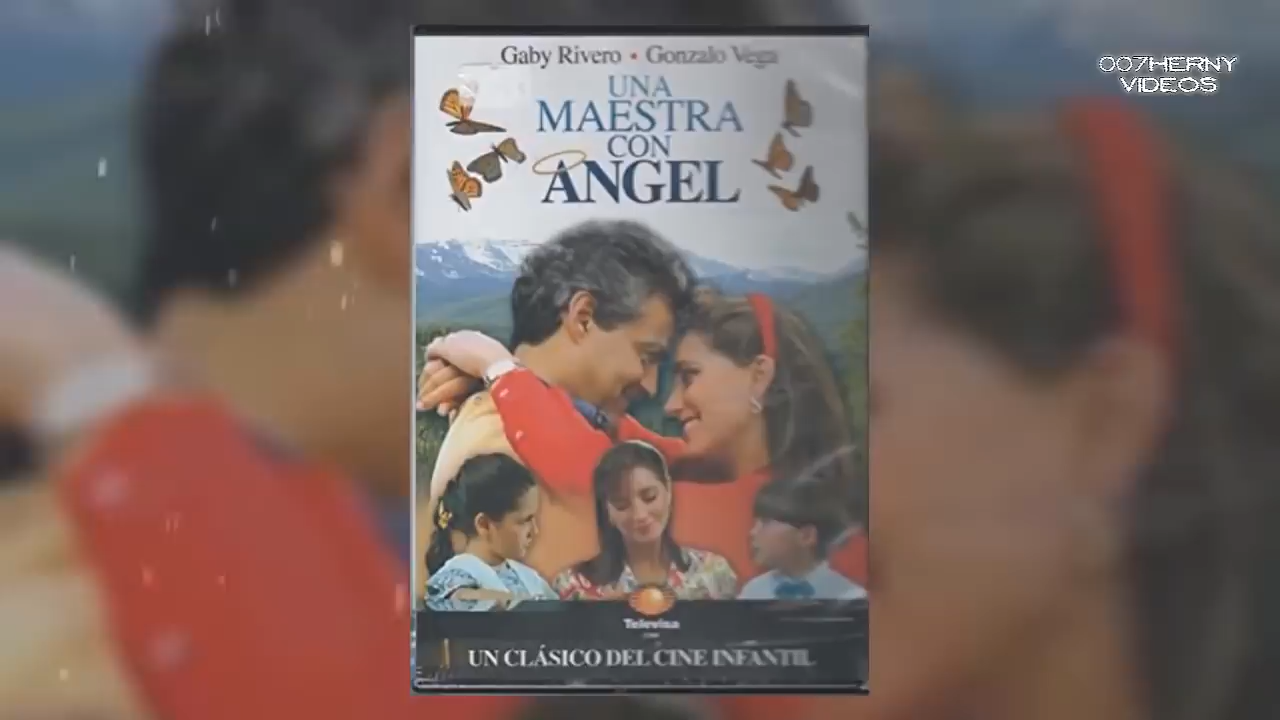 Gaby Rivero • Gonzalo Vega
UNA
MAESTRA
CON
ANGEL
007HERNY
VIDEOS
Televisa
UN CLÁSICO DEL CINE INFANTIL